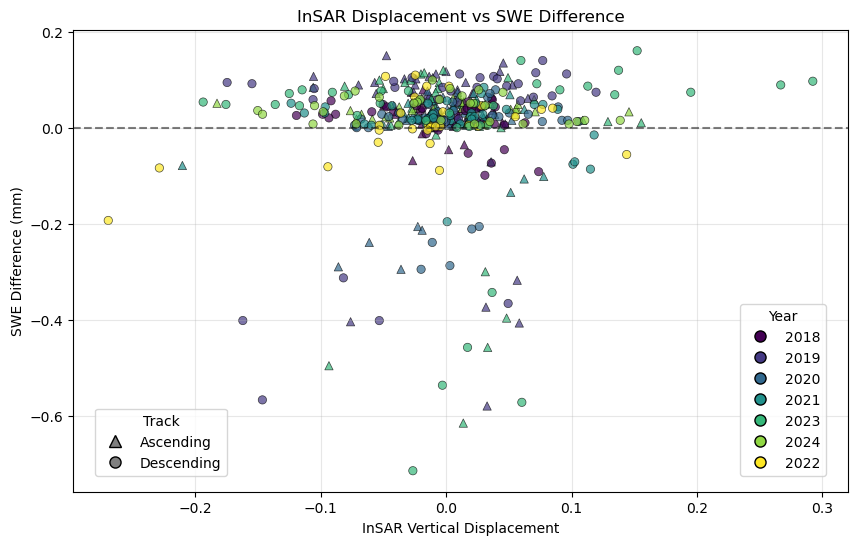 InSAR Displacement vs SWE Difference
SWE Difference (mm)
0.2
0.0
−0.2
−0.4
−0.6
Track
Ascending
Descending
Year
2018
2019
2020
2021
2023
2024
2022
−0.2
−0.1
0.0
0.1
0.2
0.3
InSAR Vertical Displacement